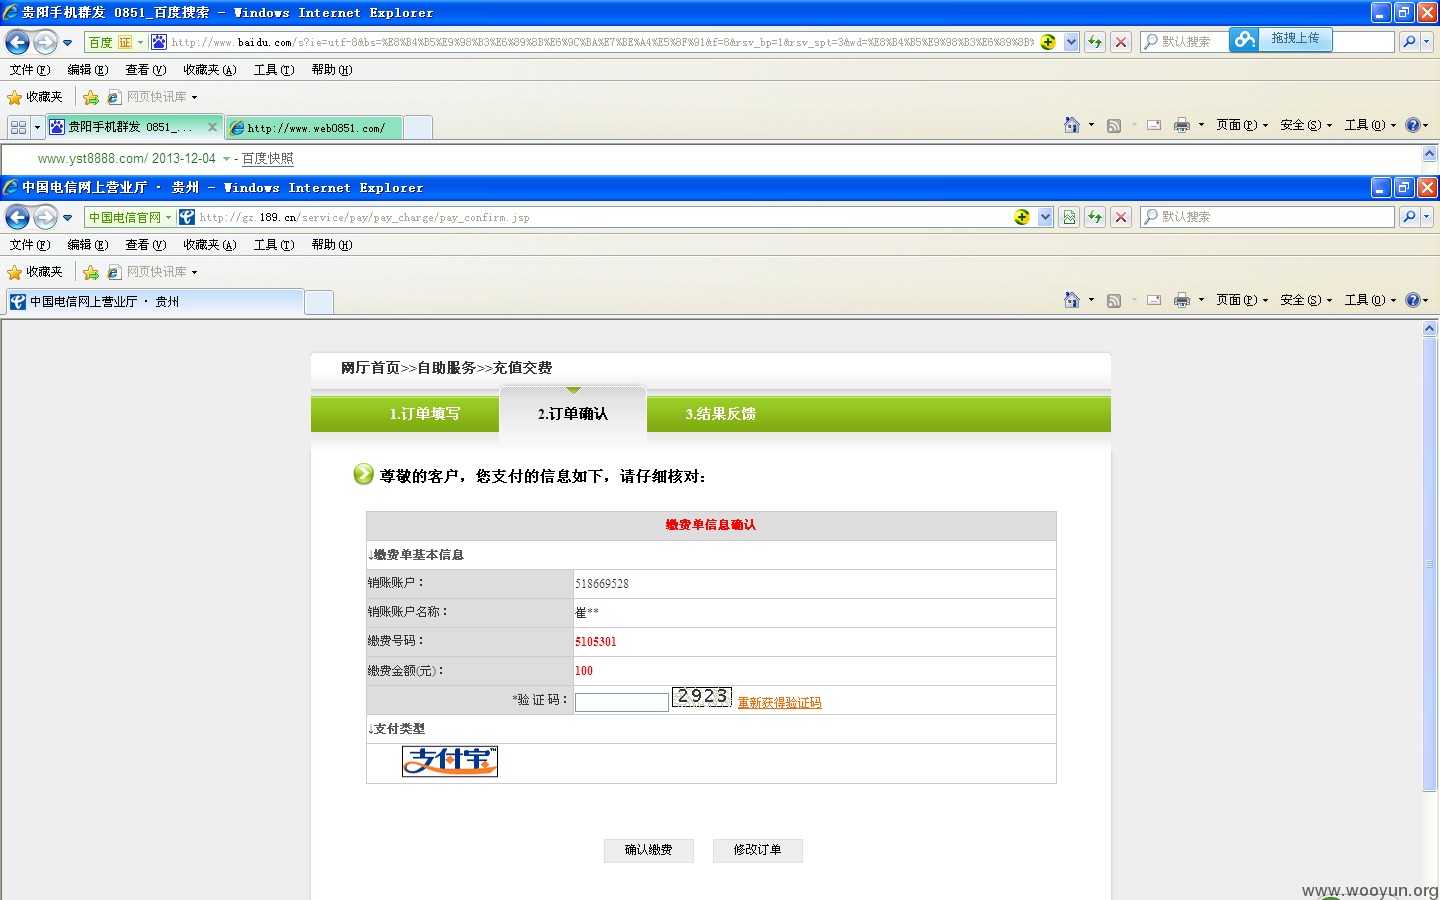 贵阳手机群发 0851_百度搜索 - Windows Internet Explorer
百度 证 http://www.baidu.com/s?ie=utf-8&bs=%E8%B4%B5%E9%98%B3%E6%89%8B%E6%9C%BA%E7%BE%A4%E5%8F%91&f=8&rsv_bp=1&rsv_spt=3&wd=%E8%B4%B5%E9%98%B3%E6%89%8B% 默认搜索 拖拽上传
文件(F) 编辑(E) 查看(V) 收藏夹(A) 工具(T) 帮助(H)
收藏夹 网页快讯库
贵阳手机群发 0851_... http://www.web0851.com/ 页面(P) 安全(S) 工具(O)
www.yst8888.com/ 2013-12-04 - 百度快照
中国电信网上营业厅 · 贵州 - Windows Internet Explorer
中国电信官网 http://gz.189.cn/service/pay/pay_charge/pay_confirm.jsp 默认搜索
文件(F) 编辑(E) 查看(V) 收藏夹(A) 工具(T) 帮助(H)
收藏夹 网页快讯库
中国电信网上营业厅 · 贵州 页面(P) 安全(S) 工具(O)
网厅首页>>自助服务>>充值交费
1.订单填写 2.订单确认 3.结果反馈
尊敬的客户，您支付的信息如下，请仔细核对：
缴费单信息确认
↓缴费单基本信息
销账账户： 518669528
销账账户名称： 崔**
缴费号码： 5105301
缴费金额(元)： 100
*验 证 码： 2923 重新获得验证码
↓支付类型
支付宝™
确认缴费 修改订单
www.wooyun.org